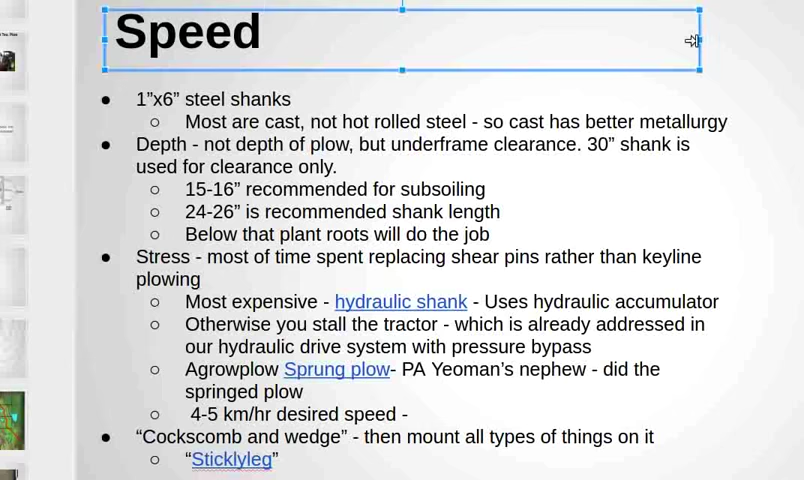 Speed
● 1”x6” steel shanks
○ Most are cast, not hot rolled steel - so cast has better metallurgy
● Depth - not depth of plow, but underframe clearance. 30” shank is
used for clearance only.
○ 15-16” recommended for subsoiling
○ 24-26” is recommended shank length
○ Below that plant roots will do the job
● Stress - most of time spent replacing shear pins rather than keyline
plowing
○ Most expensive - hydraulic shank - Uses hydraulic accumulator
○ Otherwise you stall the tractor - which is already addressed in
our hydraulic drive system with pressure bypass
○ Agrowplow Sprung plow- PA Yeoman’s nephew - did the
springed plow
○ 4-5 km/hr desired speed -
● “Cockscomb and wedge” - then mount all types of things on it
○ “Sticklyleg”